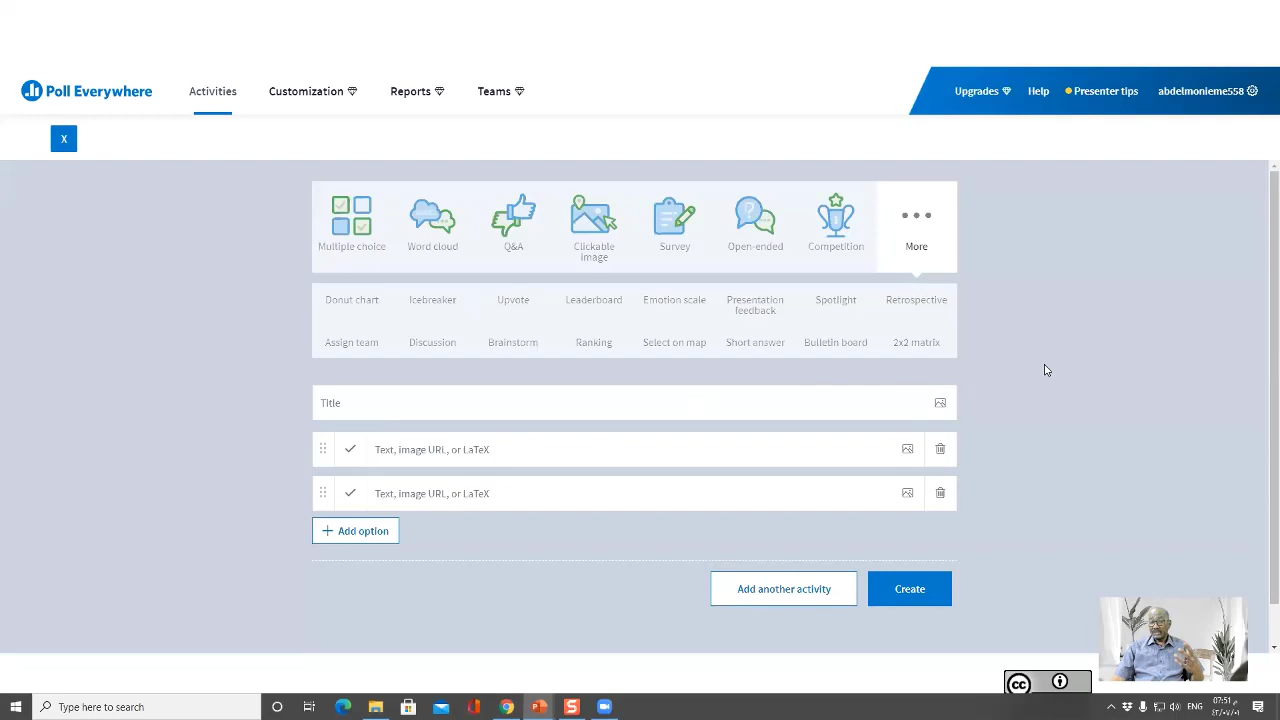 Poll Everywhere
Activities
Customization
Reports
Teams
Upgrades
Help
Presenter tips
abdelmonieme558
X
Multiple choice
Word cloud
Q&A
Clickable
image
Survey
Open-ended
Competition
More
Donut chart
Icebreaker
Upvote
Leaderboard
Emotion scale
Presentation
feedback
Spotlight
Retrospective
Assign team
Discussion
Brainstorm
Ranking
Select on map
Short answer
Bulletin board
2x2 matrix
Title
Text, image URL, or LaTeX
Text, image URL, or LaTeX
Add option
Add another activity
Create
cc
Type here to search
ENG